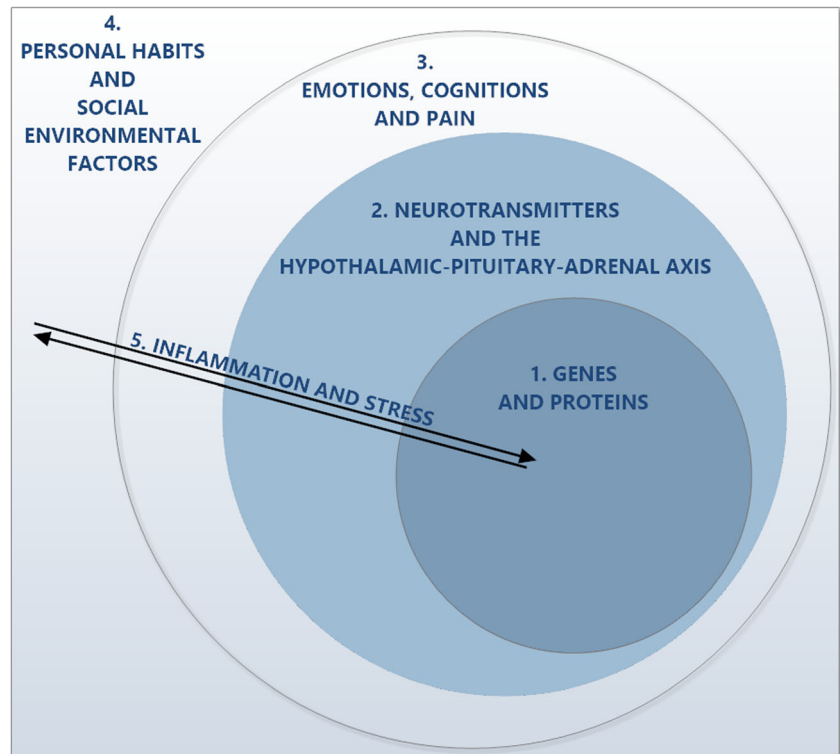 4.
PERSONAL HABITS
AND
SOCIAL
ENVIRONMENTAL
FACTORS
3.
EMOTIONS, COGNITIONS
AND PAIN
2. NEUROTRANSMITTERS
AND THE
HYPOTHALAMIC-PITUITARY-ADRENAL AXIS
5. INFLAMMATION AND STRESS
1. GENES
AND PROTEINS